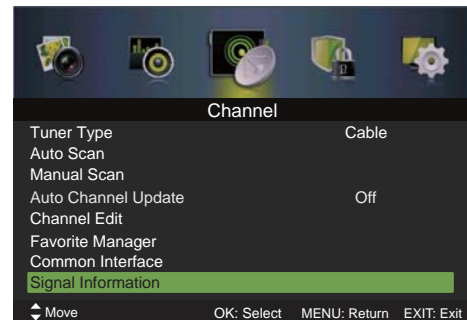 Channel
Tuner Type Cable
Auto Scan
Manual Scan
Auto Channel Update Off
Channel Edit
Favorite Manager
Common Interface
Signal Information
Move OK: Select MENU: Return EXIT: Exit